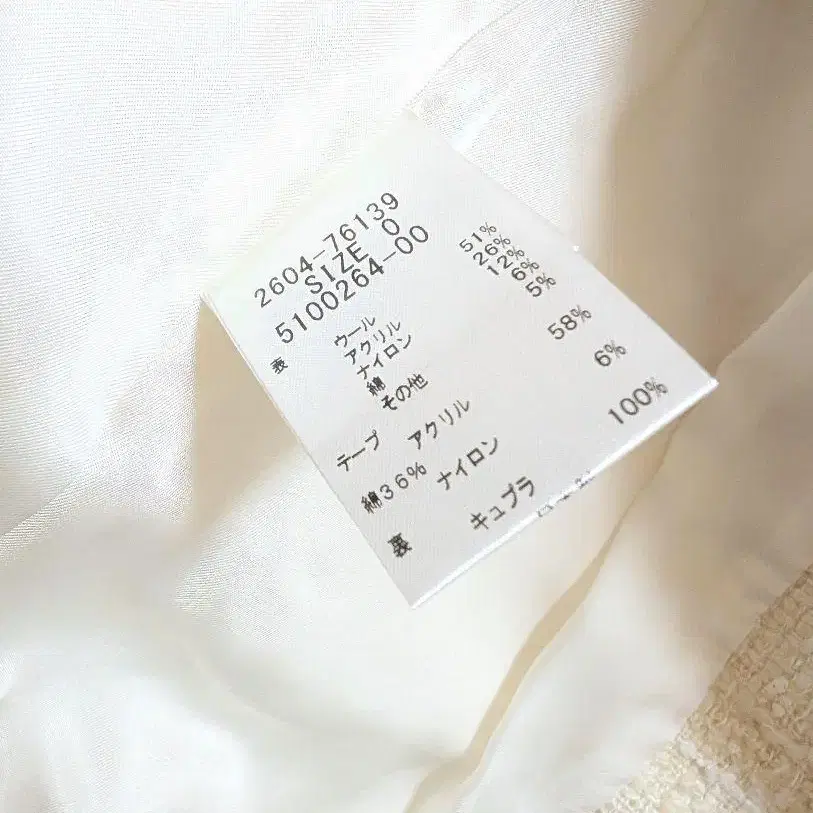 2604-76139
SIZE 0
5100264-00
表 ウール 51%
アクリル 26%
ナイロン 12%
綿 6%
その他 5%
テープ アクリル 58%
綿36% ナイロン 6%
裏 キュプラ 100%